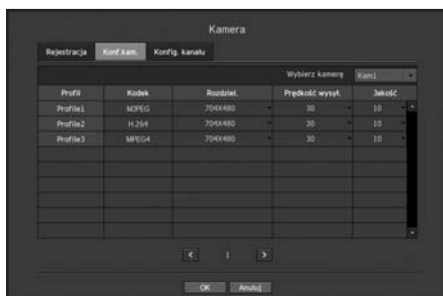 Kamera
Rejestracja Konf.kam. Konfig. kanału
Wybierz kamerę Kam1
Profil Kodek Rozdziel. Prędkość wysył. Jakość
Profile1 MJPEG 704X480 30 10
Profile2 H.264 704X480 30 10
Profile3 MPEG4 704X480 30 10
1
OK Anuluj